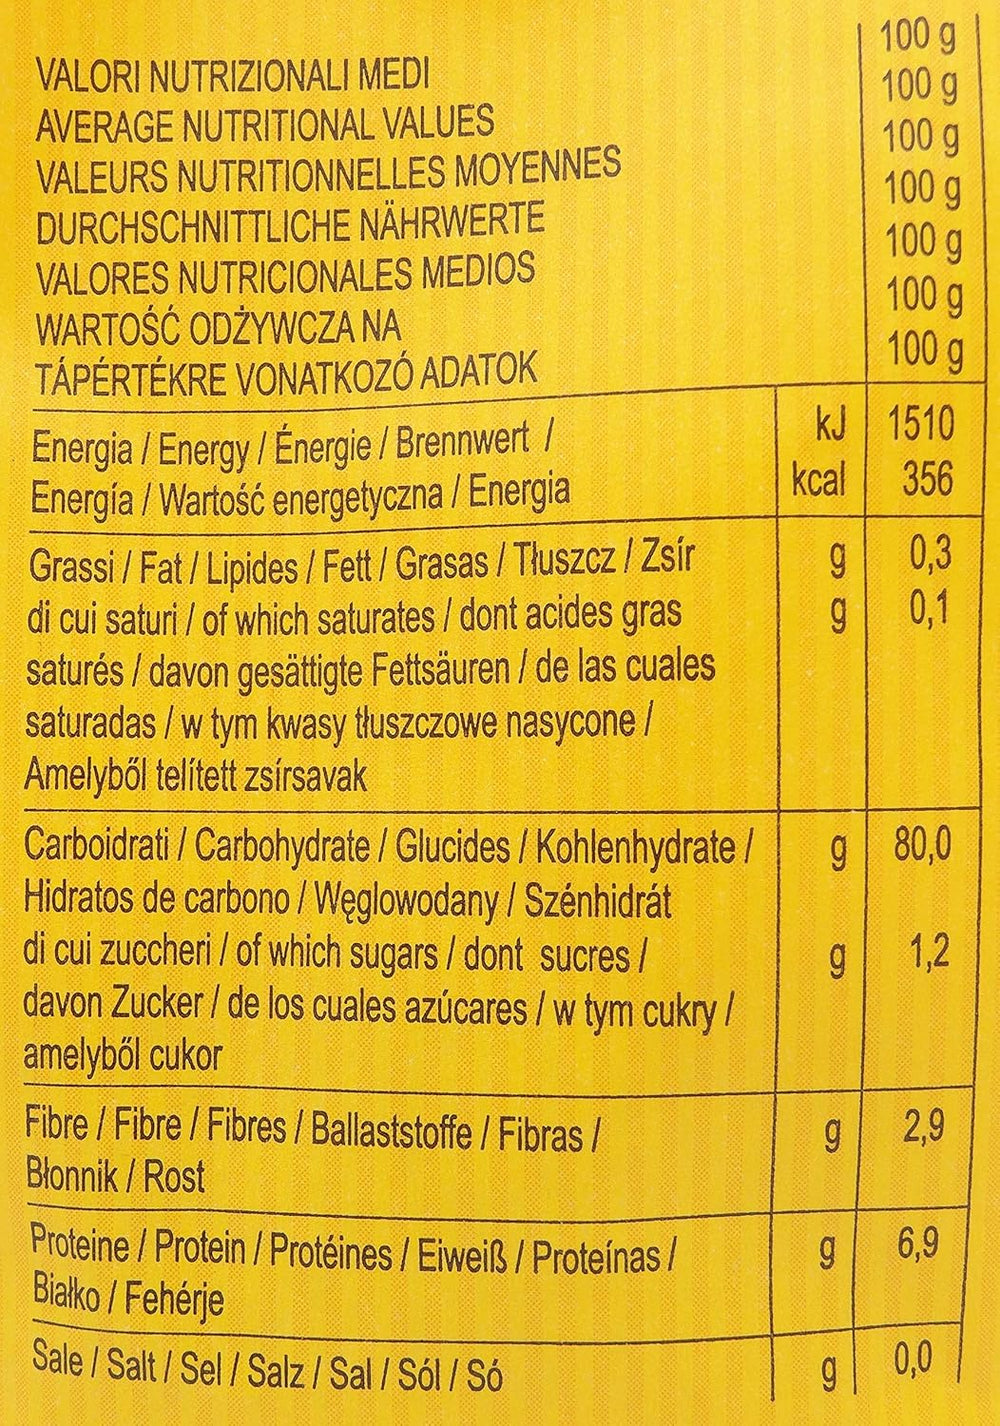 100 g
VALORI NUTRIZIONALI MEDI 100 g
AVERAGE NUTRITIONAL VALUES 100 g
VALEURS NUTRITIONNELLES MOYENNES 100 g
DURCHSCHNITTLICHE NÄHRWERTE 100 g
VALORES NUTRICIONALES MEDIOS 100 g
WARTOŚĆ ODŻYWCZA NA 100 g
TÁPÉRTÉKRE VONATKOZÓ ADATOK
Energia / Energy / Énergie / Brennwert / kJ 1510
Energía / Wartość energetyczna / Energia kcal 356
Grassi / Fat / Lipides / Fett / Grasas / Tłuszcz / Zsír g 0,3
di cui saturi / of which saturates / dont acides gras g 0,1
saturés / davon gesättigte Fettsäuren / de las cuales
saturadas / w tym kwasy tłuszczowe nasycone /
Amelyből telített zsírsavak
Carboidrati / Carbohydrate / Glucides / Kohlenhydrate / g 80,0
Hidratos de carbono / Węglowodany / Szénhidrát
di cui zuccheri / of which sugars / dont sucres / g 1,2
davon Zucker / de los cuales azúcares / w tym cukry /
amelyből cukor
Fibre / Fibre / Fibres / Ballaststoffe / Fibras / g 2,9
Błonnik / Rost
Proteine / Protein / Protéines / Eiweiß / Proteínas / g 6,9
Białko / Fehérje
Sale / Salt / Sel / Salz / Sal / Sól / Só g 0,0